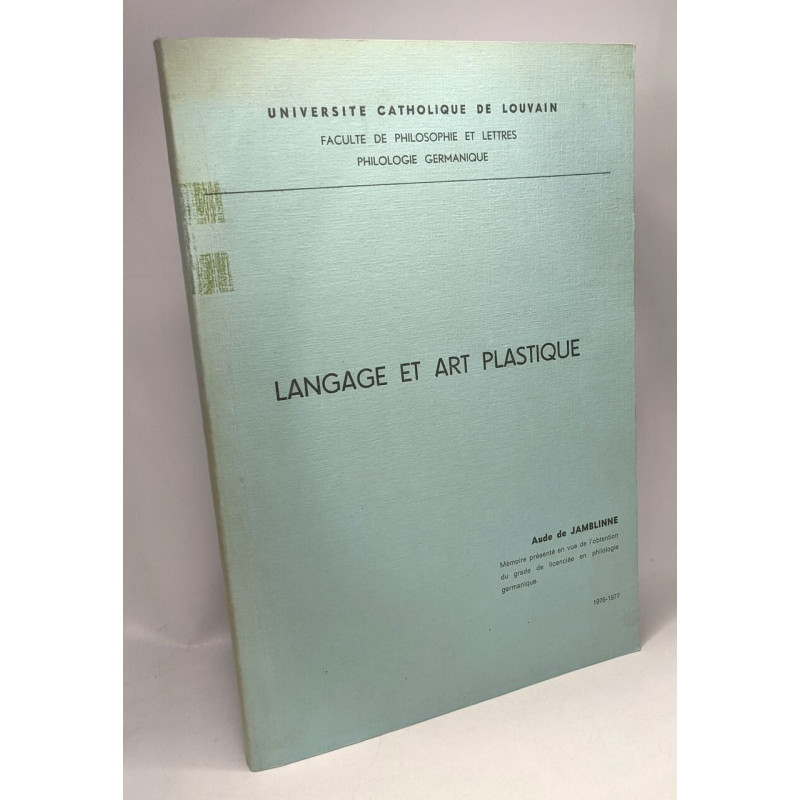 UNIVERSITE CATHOLIQUE DE LOUVAIN
FACULTE DE PHILOSOPHIE ET LETTRES
PHILOLOGIE GERMANIQUE
LANGAGE ET ART PLASTIQUE
Aude de JAMBLINNE
Mémoire présenté en vue de l'obtention
du grade de licenciée en philologie
germanique
1976-1977